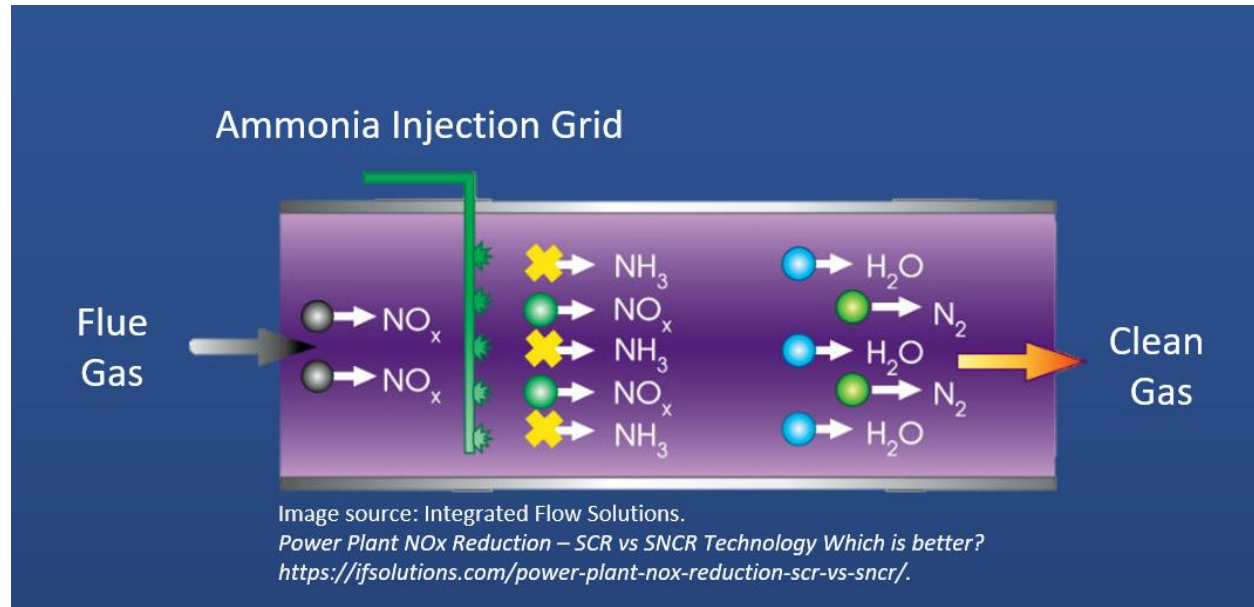 Ammonia Injection Grid
Flue
Gas
NOₓ
NOₓ
NH₃
NOₓ
NH₃
NOₓ
NH₃
H₂O
N₂
H₂O
N₂
H₂O
Clean
Gas
Image source: Integrated Flow Solutions.
Power Plant NOx Reduction – SCR vs SNCR Technology Which is better?
https://ifsolutions.com/power-plant-nox-reduction-scr-vs-sncr/.